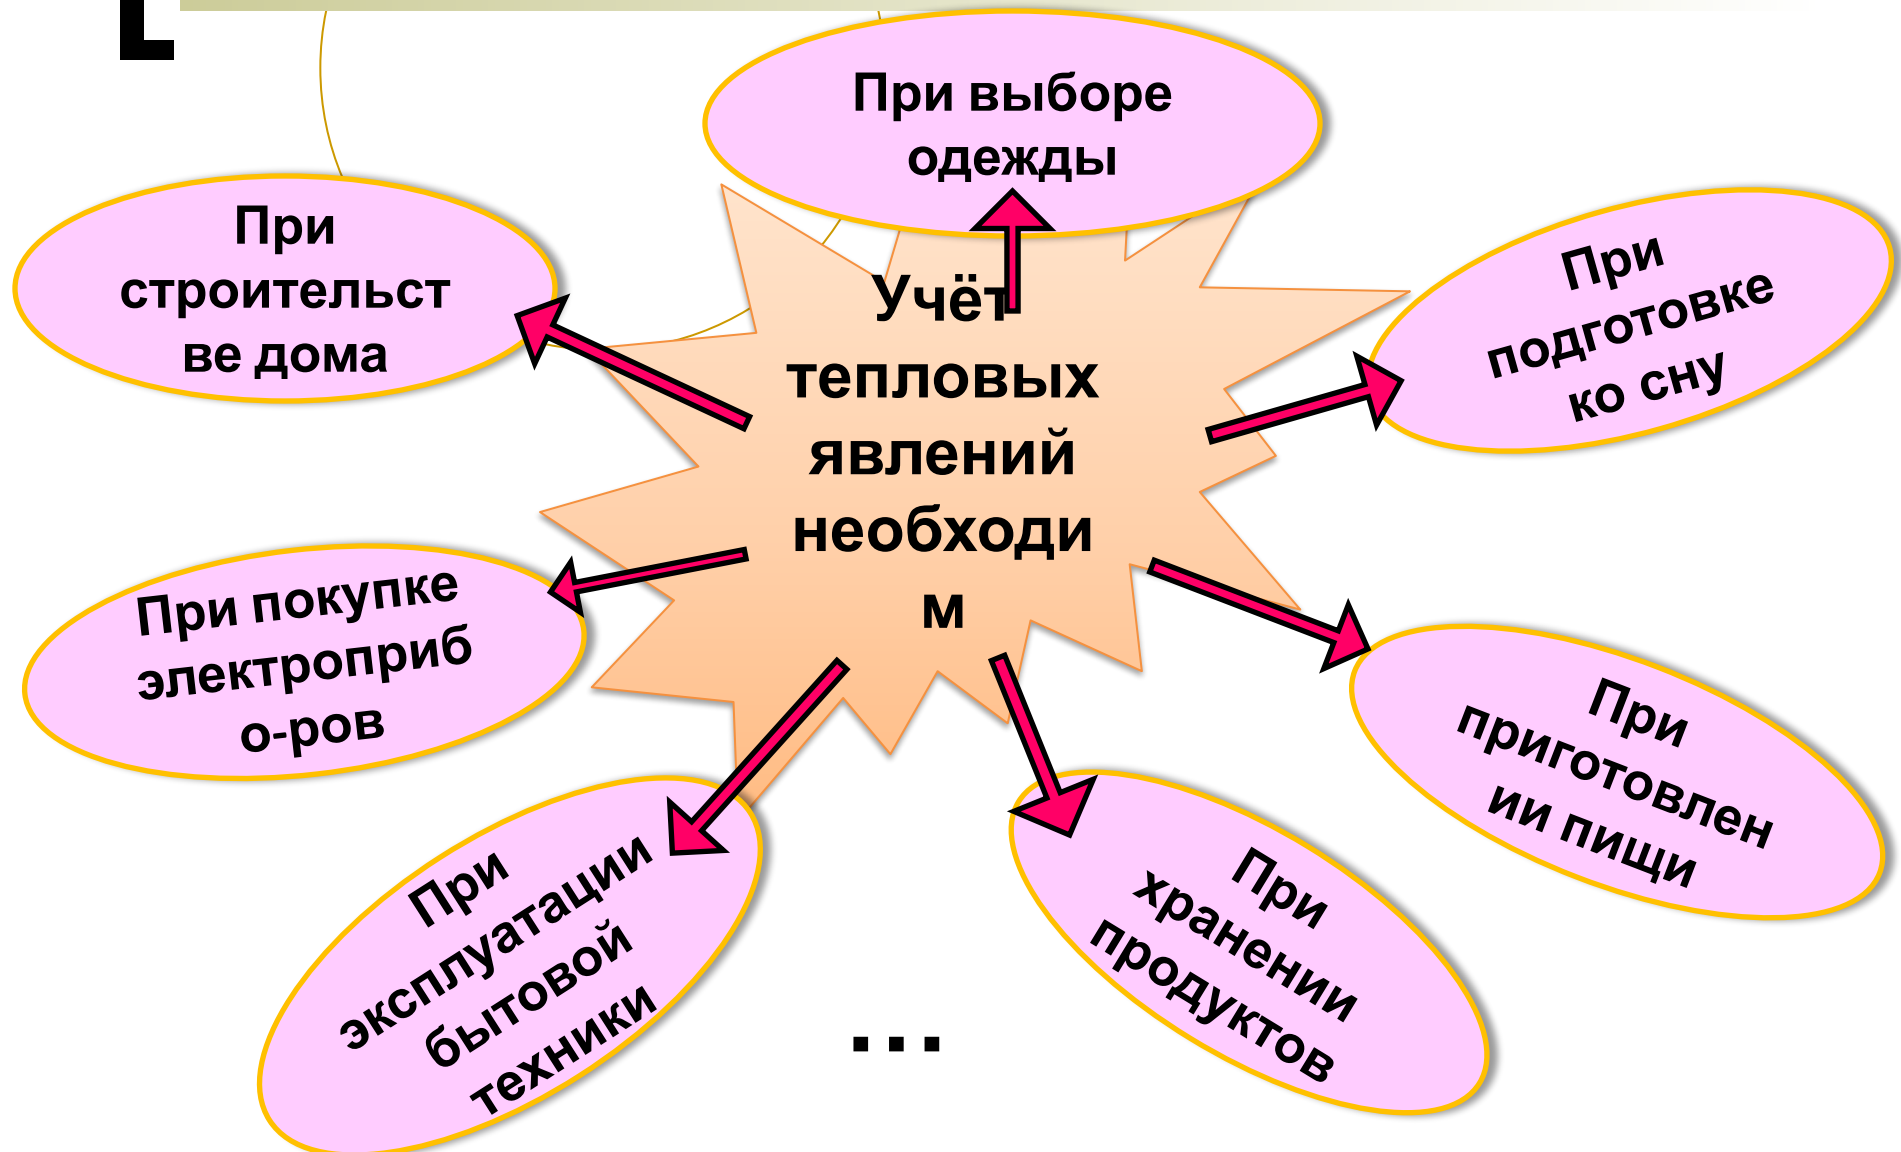 При выборе
одежды
При
строительст
ве дома
При
подготовке
ко сну
Учёт
тепловых
явлений
необходи
м
При покупке
электроприб
о-ров
При
приготовлен
ии пищи
При
эксплуатации
бытовой
техники
При
хранении
продуктов
...